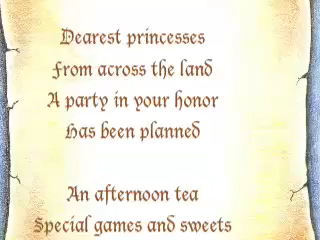 Dearest princesses
from across the land
A party in your honor
Has been planned
An afternoon tea
Special games and sweets